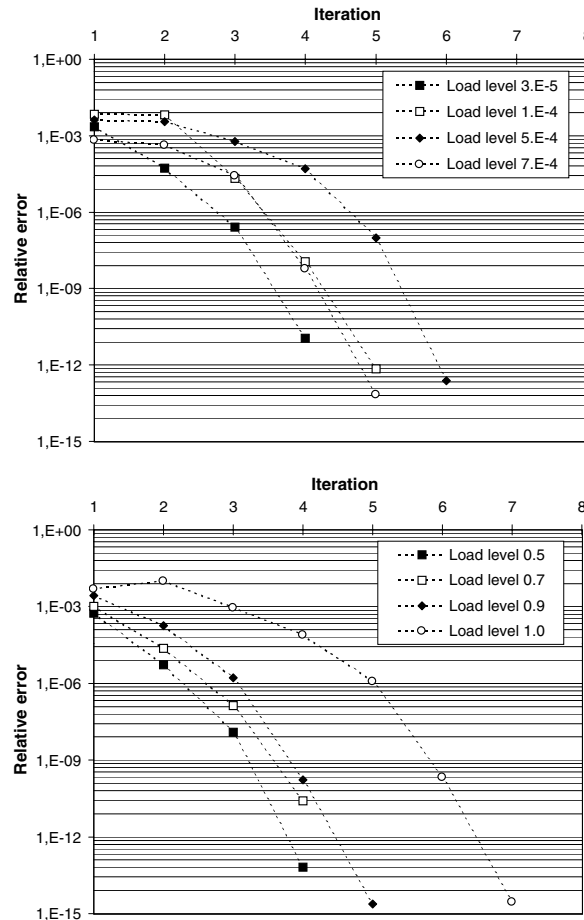 Iteration
1 2 3 4 5 6 7 8
1,E+00
1,E-03
1,E-06
1,E-09
1,E-12
1,E-15
Relative error
Load level 3.E-5
Load level 1.E-4
Load level 5.E-4
Load level 7.E-4
Iteration
1 2 3 4 5 6 7 8
1,E+00
1,E-03
1,E-06
1,E-09
1,E-12
1,E-15
Relative error
Load level 0.5
Load level 0.7
Load level 0.9
Load level 1.0